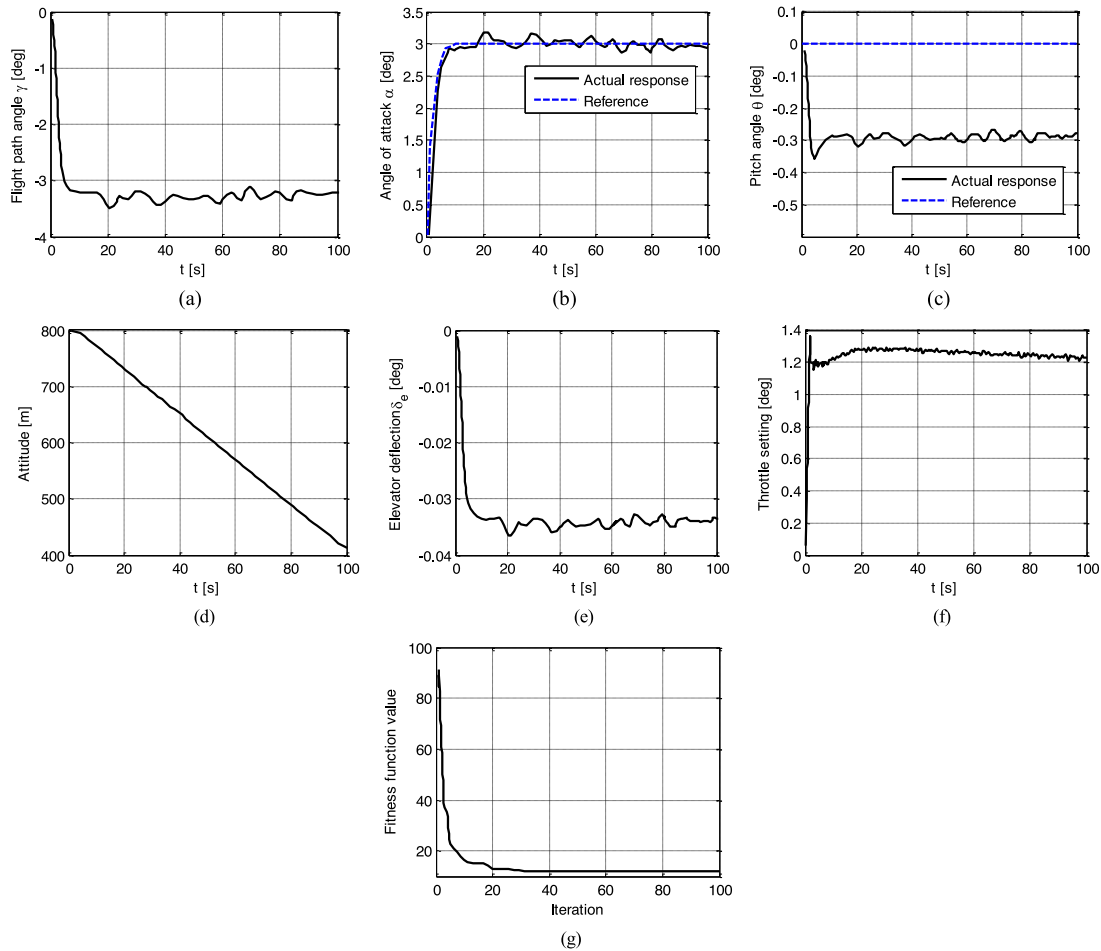 0
-1
-2
-3
-4
Flight path angle γ [deg]
0 20 40 60 80 100
t [s]
(a)
3.5
3
2.5
2
1.5
1
0.5
0
Angle of attack α [deg]
Actual response
Reference
0 20 40 60 80 100
t [s]
(b)
0.1
0
-0.1
-0.2
-0.3
-0.4
-0.5
Pitch angle θ [deg]
Actual response
Reference
0 20 40 60 80 100
t [s]
(c)
800
700
600
500
400
Attitude [m]
0 20 40 60 80 100
t [s]
(d)
0
-0.01
-0.02
-0.03
-0.04
Elevator deflection δe [deg]
0 20 40 60 80 100
t [s]
(e)
1.4
1.2
1
0.8
0.6
0.4
0.2
0
Throttle setting [deg]
0 20 40 60 80 100
t [s]
(f)
100
80
60
40
20
Fitness function value
0 20 40 60 80 100
Iteration
(g)